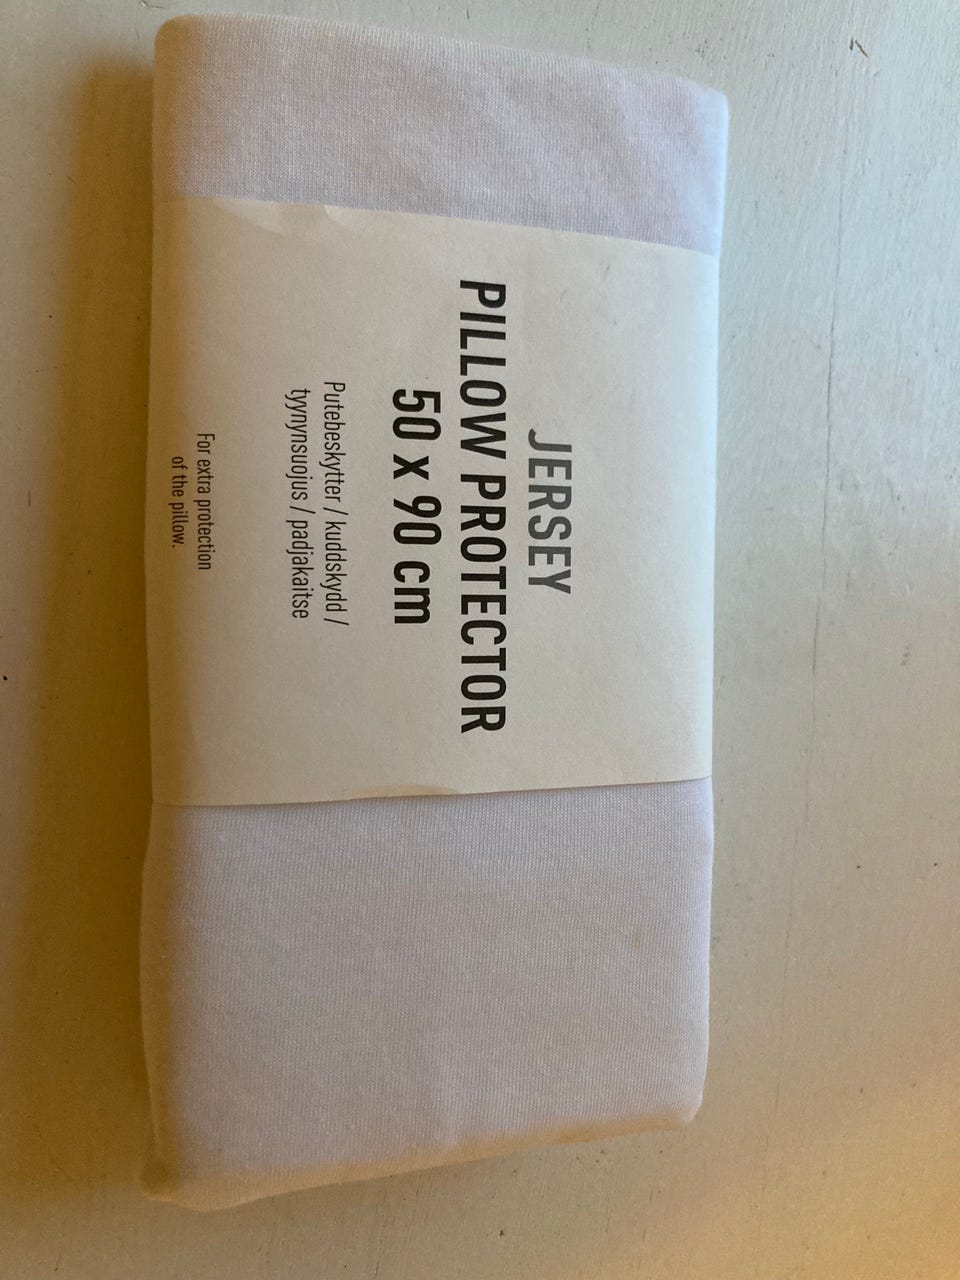 JERSEY
PILLOW PROTECTOR
50 x 90 cm
Putebeskytter / kuddskydd /
tyynynsuojus / padjakaitse
For extra protection
of the pillow.